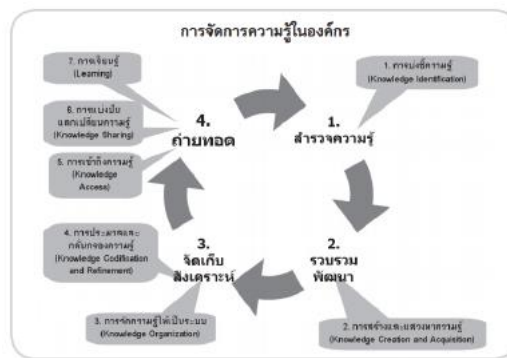 การจัดการความรู้ในองค์กร
1. การบ่งชี้ความรู้
(Knowledge Identification)
1.
สำรวจความรู้
2.
รวบรวม
พัฒนา
2. การสร้างและแสวงหาความรู้
(Knowledge Creation and Acquisition)
3.
จัดเก็บ
สังเคราะห์
3. การจัดความรู้ให้เป็นระบบ
(Knowledge Organization)
4. การประมวลและ
กลั่นกรองความรู้
(Knowledge Codification
and Refinement)
4.
ถ่ายทอด
5. การเข้าถึงความรู้
(Knowledge
Access)
6. การแบ่งปัน
แลกเปลี่ยนความรู้
(Knowledge Sharing)
7. การเรียนรู้
(Learning)